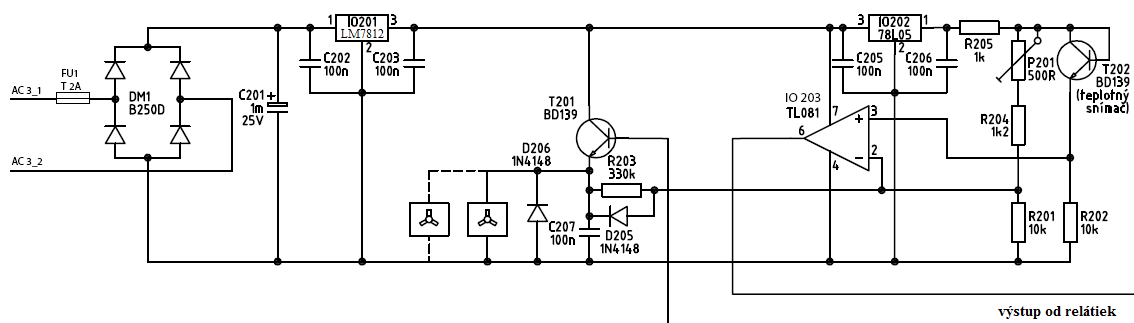 1 IO201 3
LM7812
2
3 IO202 1
78L05
2
C202
100n
C203
100n
C205
100n
C206
100n
R205
1k
P201
500R
T202
BD139
(teplotný
snímač)
FU1
T 2A
AC 3_1
DM1
B250D
C201 +
1m
25V
T201
BD139
IO 203
TL081
7
6
3
+
2
−
4
R204
1k2
AC 3_2
D206
1N4148
R203
330k
C207
100n
D205
1N4148
R201
10k
R202
10k
výstup od relátiek